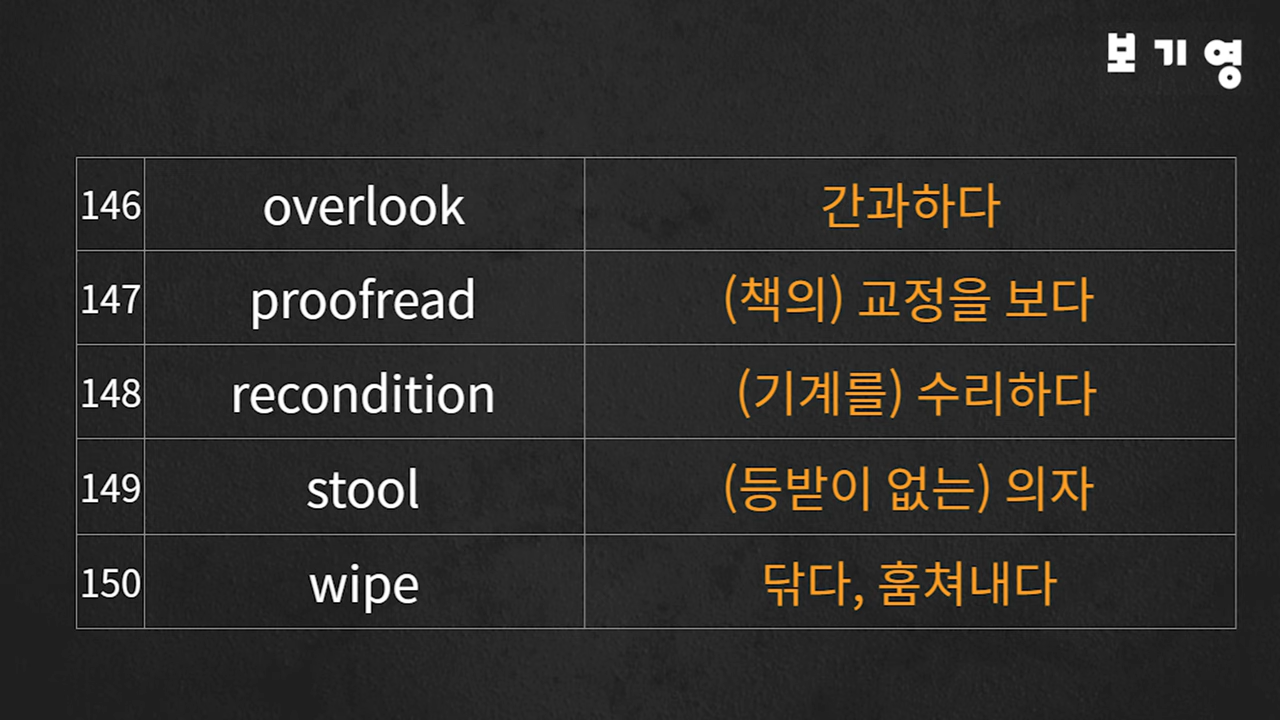 보기영
146 overlook 간과하다
147 proofread (책의) 교정을 보다
148 recondition (기계를) 수리하다
149 stool (등받이 없는) 의자
150 wipe 닦다, 훔쳐내다